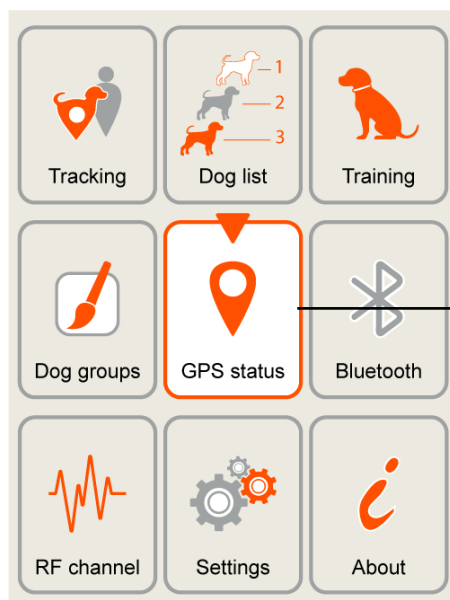 1
2
3
Tracking Dog list Training
Dog groups GPS status Bluetooth
RF channel Settings About